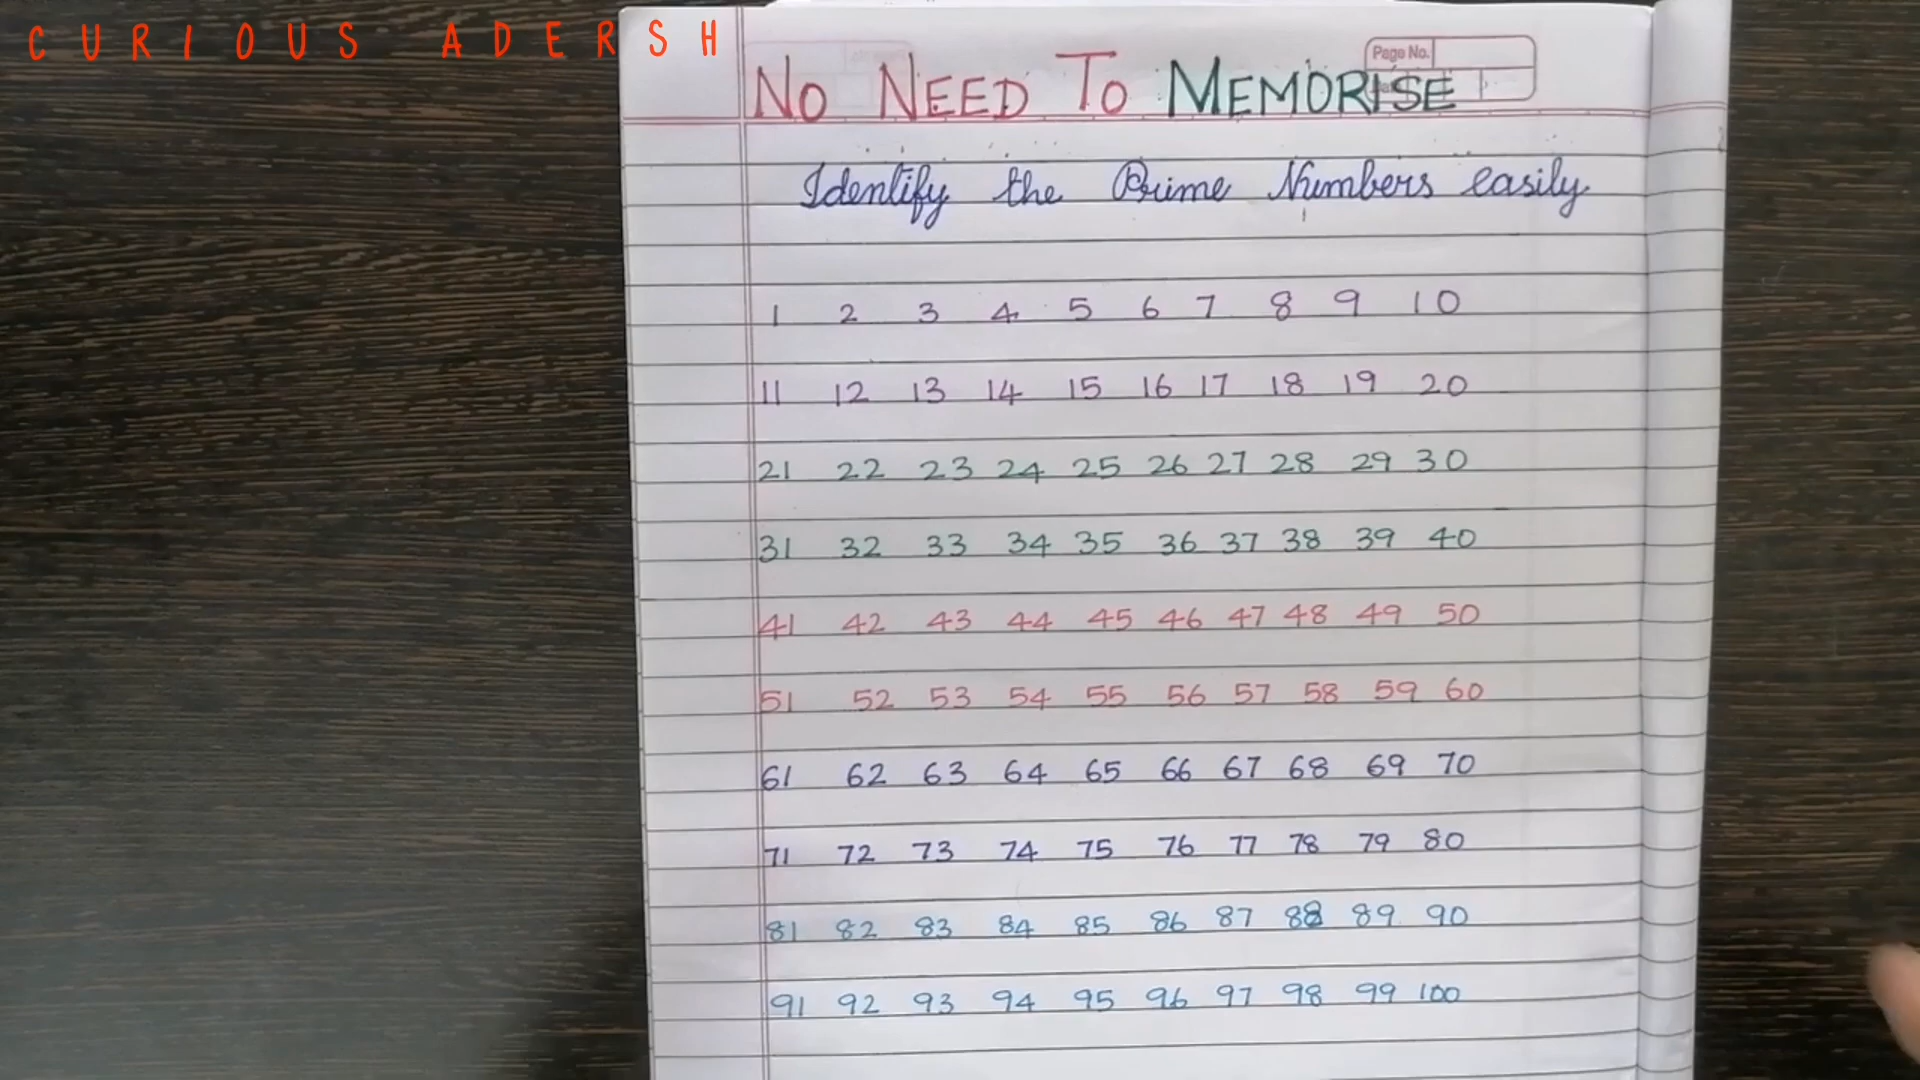 CURIOUS ADERSH
Page No.
NO NEED TO MEMORISE
Identify the Prime Numbers easily
1 2 3 4 5 6 7 8 9 10
11 12 13 14 15 16 17 18 19 20
21 22 23 24 25 26 27 28 29 30
31 32 33 34 35 36 37 38 39 40
41 42 43 44 45 46 47 48 49 50
51 52 53 54 55 56 57 58 59 60
61 62 63 64 65 66 67 68 69 70
71 72 73 74 75 76 77 78 79 80
81 82 83 84 85 86 87 88 89 90
91 92 93 94 95 96 97 98 99 100